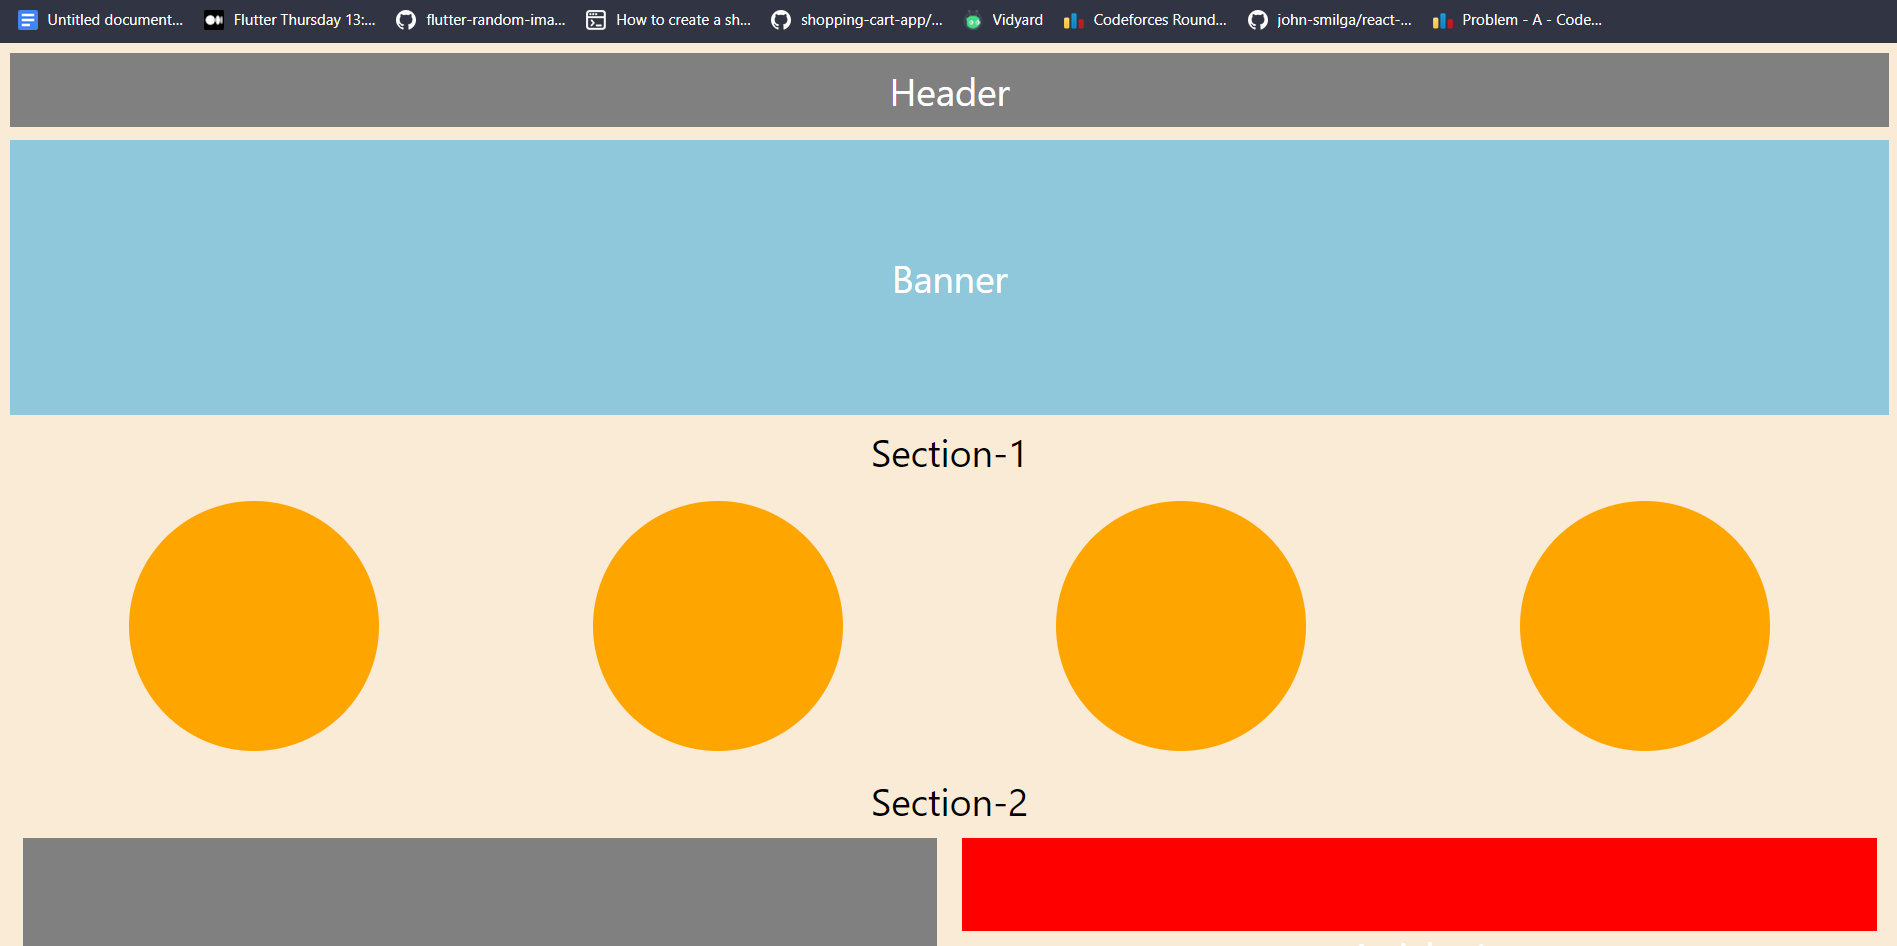 Untitled document... Flutter Thursday 13:... flutter-random-ima... How to create a sh... shopping-cart-app/... Vidyard Codeforces Round... john-smilga/react-... Problem - A - Code...
Header
Banner
Section-1
Section-2